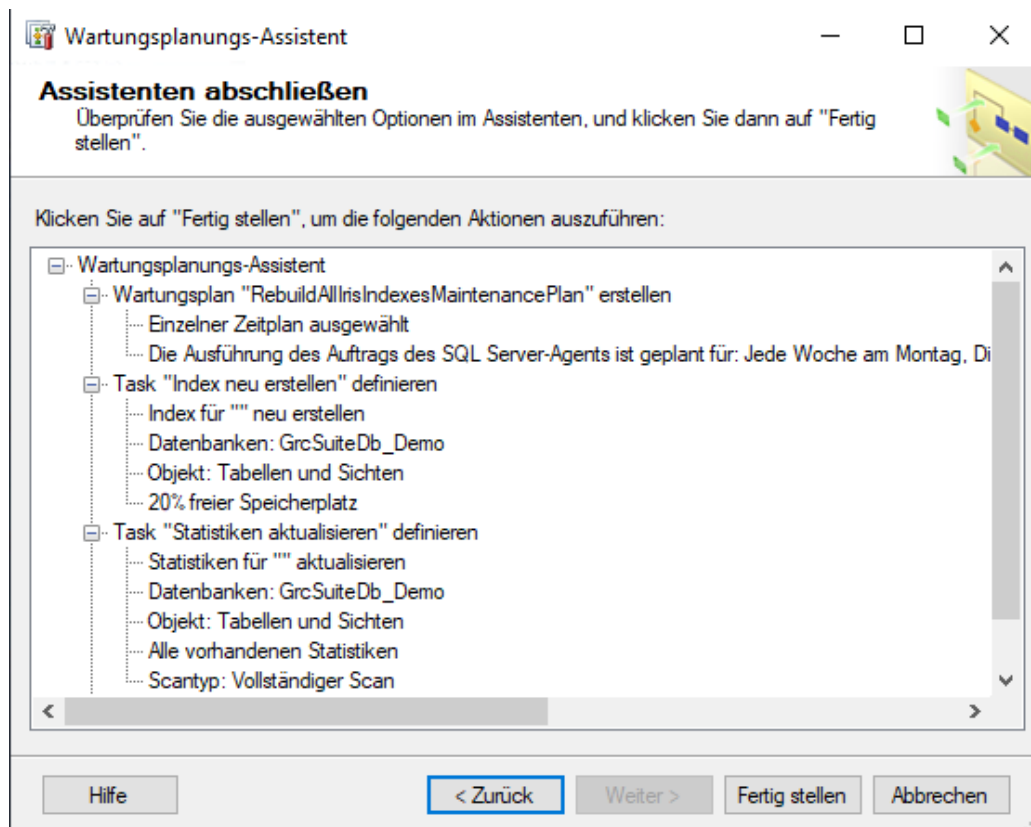 Wartungsplanungs-Assistent
Assistenten abschließen
Überprüfen Sie die ausgewählten Optionen im Assistenten, und klicken Sie dann auf "Fertig
stellen".
Klicken Sie auf "Fertig stellen", um die folgenden Aktionen auszuführen:
Wartungsplanungs-Assistent
Wartungsplan "RebuildAllIrisIndexesMaintenancePlan" erstellen
Einzelner Zeitplan ausgewählt
Die Ausführung des Auftrags des SQL Server-Agents ist geplant für: Jede Woche am Montag, Di
Task "Index neu erstellen" definieren
Index für "" neu erstellen
Datenbanken: GrcSuiteDb_Demo
Objekt: Tabellen und Sichten
20% freier Speicherplatz
Task "Statistiken aktualisieren" definieren
Statistiken für "" aktualisieren
Datenbanken: GrcSuiteDb_Demo
Objekt: Tabellen und Sichten
Alle vorhandenen Statistiken
Scantyp: Vollständiger Scan
Hilfe
< Zurück
Weiter >
Fertig stellen
Abbrechen